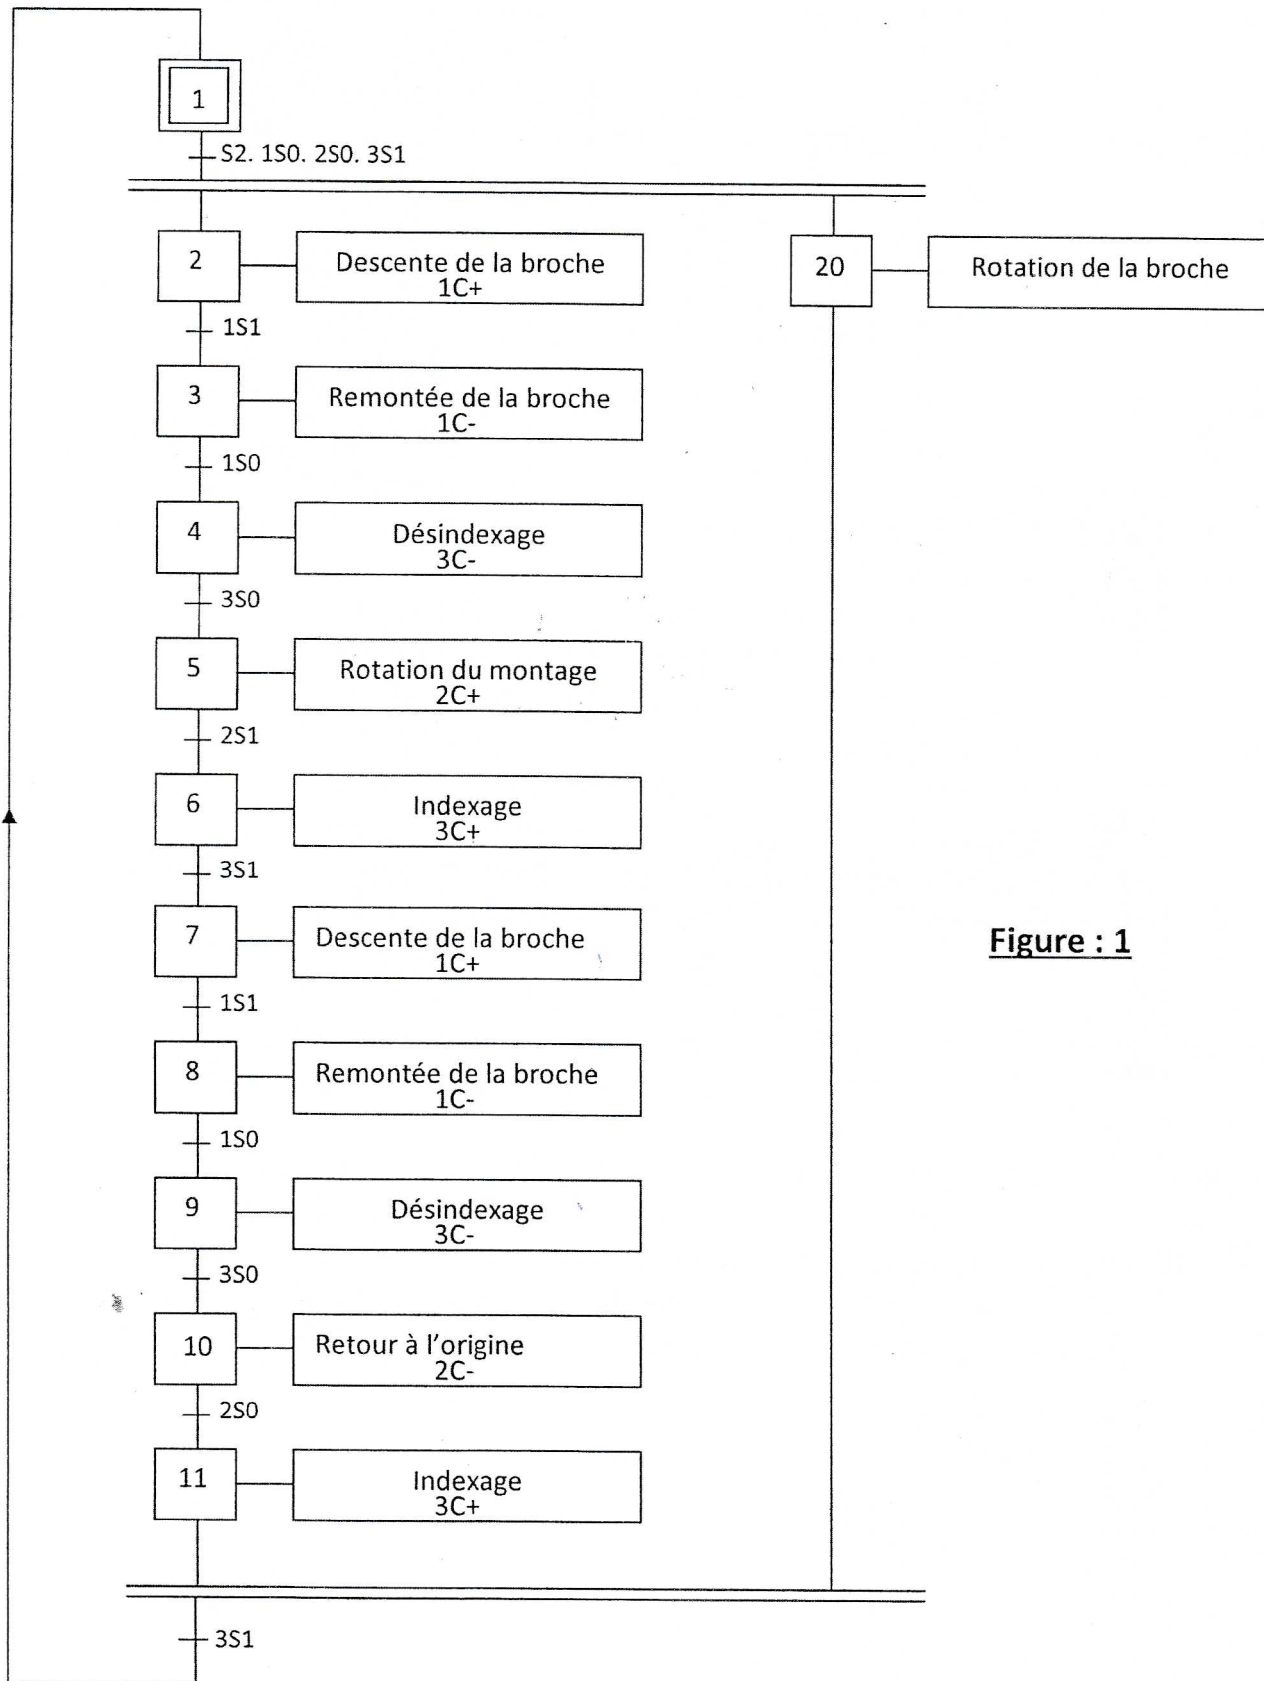 1
S2. 1S0. 2S0. 3S1
2
Descente de la broche
1C+
20
Rotation de la broche
1S1
3
Remontée de la broche
1C-
1S0
4
Désindexage
3C-
3S0
5
Rotation du montage
2C+
2S1
6
Indexage
3C+
3S1
7
Descente de la broche
1C+
Figure : 1
1S1
8
Remontée de la broche
1C-
1S0
9
Désindexage
3C-
3S0
10
Retour à l'origine
2C-
2S0
11
Indexage
3C+
3S1